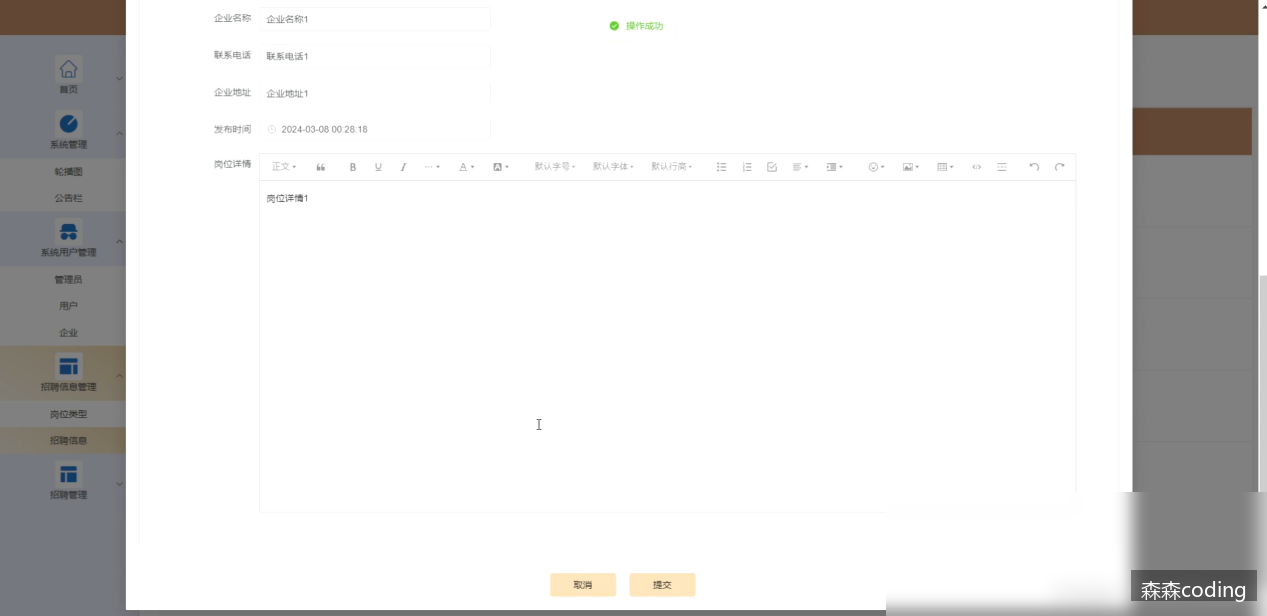 企业名称 企业名称1
操作成功
联系电话 联系电话1
企业地址 企业地址1
发布时间 2024-03-08 00:28:18
岗位详情 正文 B U I A A 默认字号 默认字体 默认行高
岗位详情1
首页
系统管理
轮播图
公告栏
系统用户管理
管理员
用户
企业
招聘信息管理
岗位类型
招聘信息
招聘管理
取消 提交
森森coding